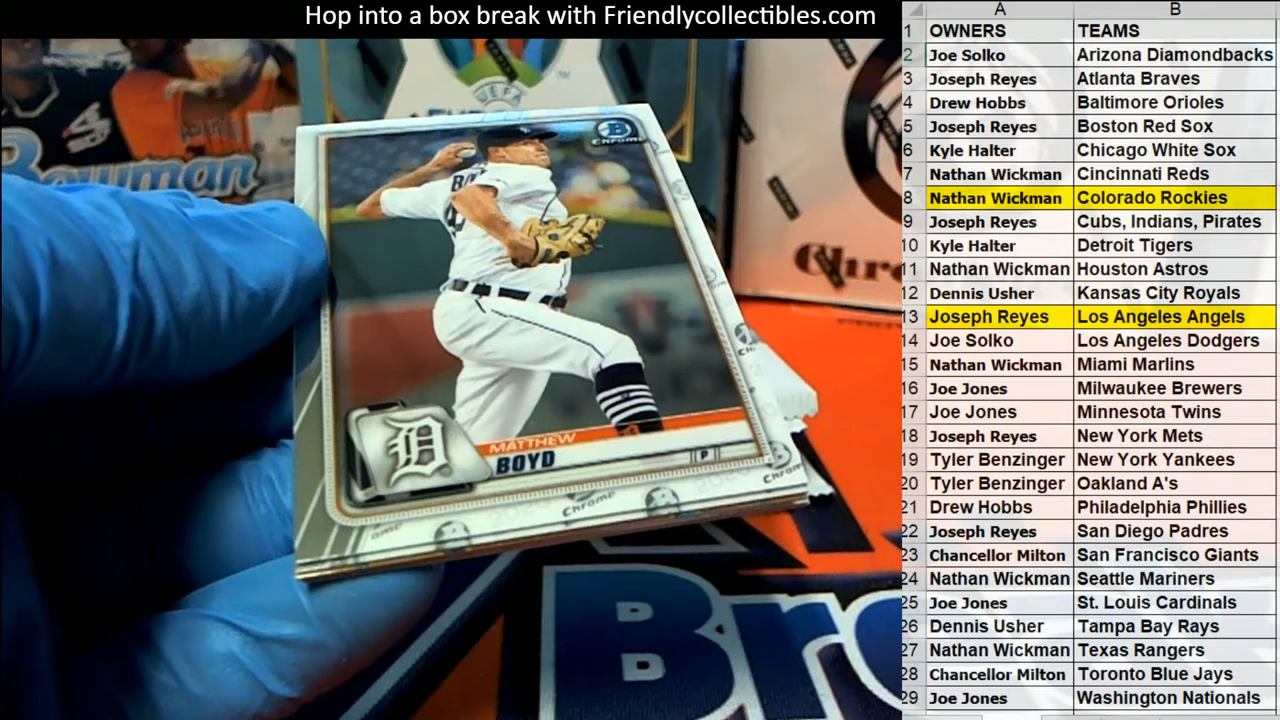 Hop into a box break with Friendlycollectibles.com
Bowman
UEFA
TM
B
Chrome
MATTHEW
BOYD
P
D
Chrome
Chrome
Chr
Bro
A B
1 OWNERS TEAMS
2 Joe Solko Arizona Diamondbacks
3 Joseph Reyes Atlanta Braves
4 Drew Hobbs Baltimore Orioles
5 Joseph Reyes Boston Red Sox
6 Kyle Halter Chicago White Sox
7 Nathan Wickman Cincinnati Reds
8 Nathan Wickman Colorado Rockies
9 Joseph Reyes Cubs, Indians, Pirates
10 Kyle Halter Detroit Tigers
11 Nathan Wickman Houston Astros
12 Dennis Usher Kansas City Royals
13 Joseph Reyes Los Angeles Angels
14 Joe Solko Los Angeles Dodgers
15 Nathan Wickman Miami Marlins
16 Joe Jones Milwaukee Brewers
17 Joe Jones Minnesota Twins
18 Joseph Reyes New York Mets
19 Tyler Benzinger New York Yankees
20 Tyler Benzinger Oakland A's
21 Drew Hobbs Philadelphia Phillies
22 Joseph Reyes San Diego Padres
23 Chancellor Milton San Francisco Giants
24 Nathan Wickman Seattle Mariners
25 Joe Jones St. Louis Cardinals
26 Dennis Usher Tampa Bay Rays
27 Nathan Wickman Texas Rangers
28 Chancellor Milton Toronto Blue Jays
29 Joe Jones Washington Nationals